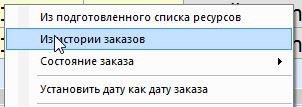 Из подготовленного списка ресурсов
Из истории заказов
Состояние заказа
Установить дату как дату заказа